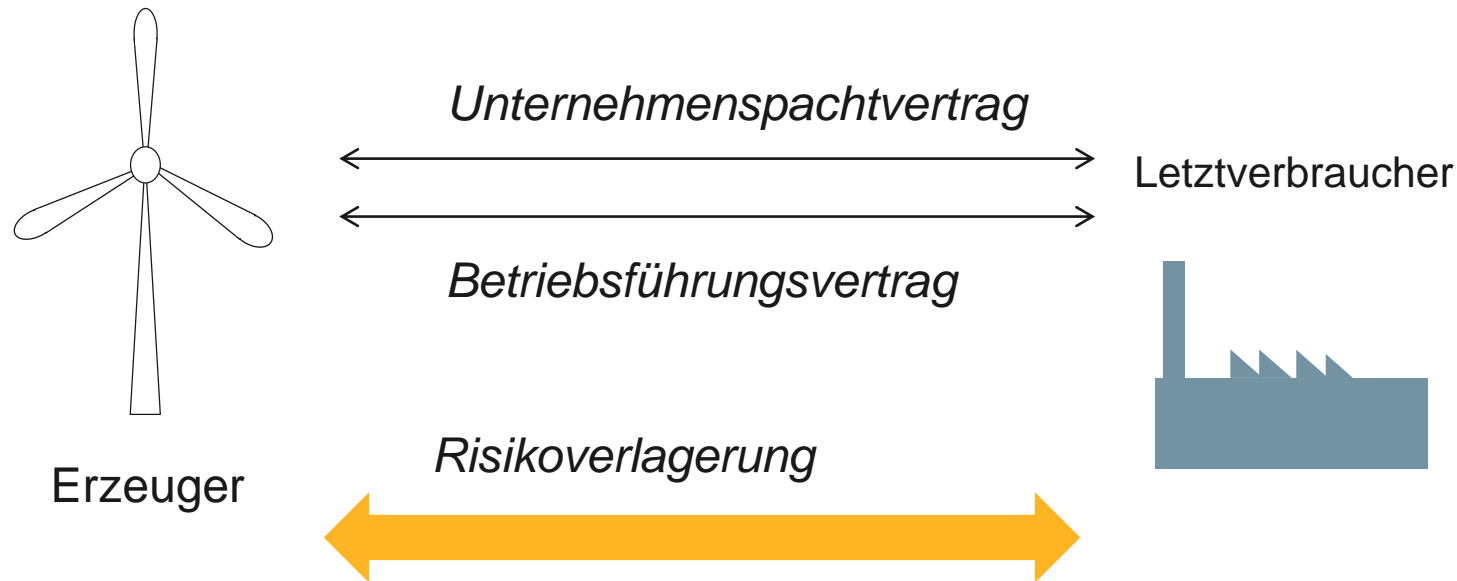 Unternehmenspachtvertrag
Letztverbraucher
Betriebsführungsvertrag
Risikoverlagerung
Erzeuger